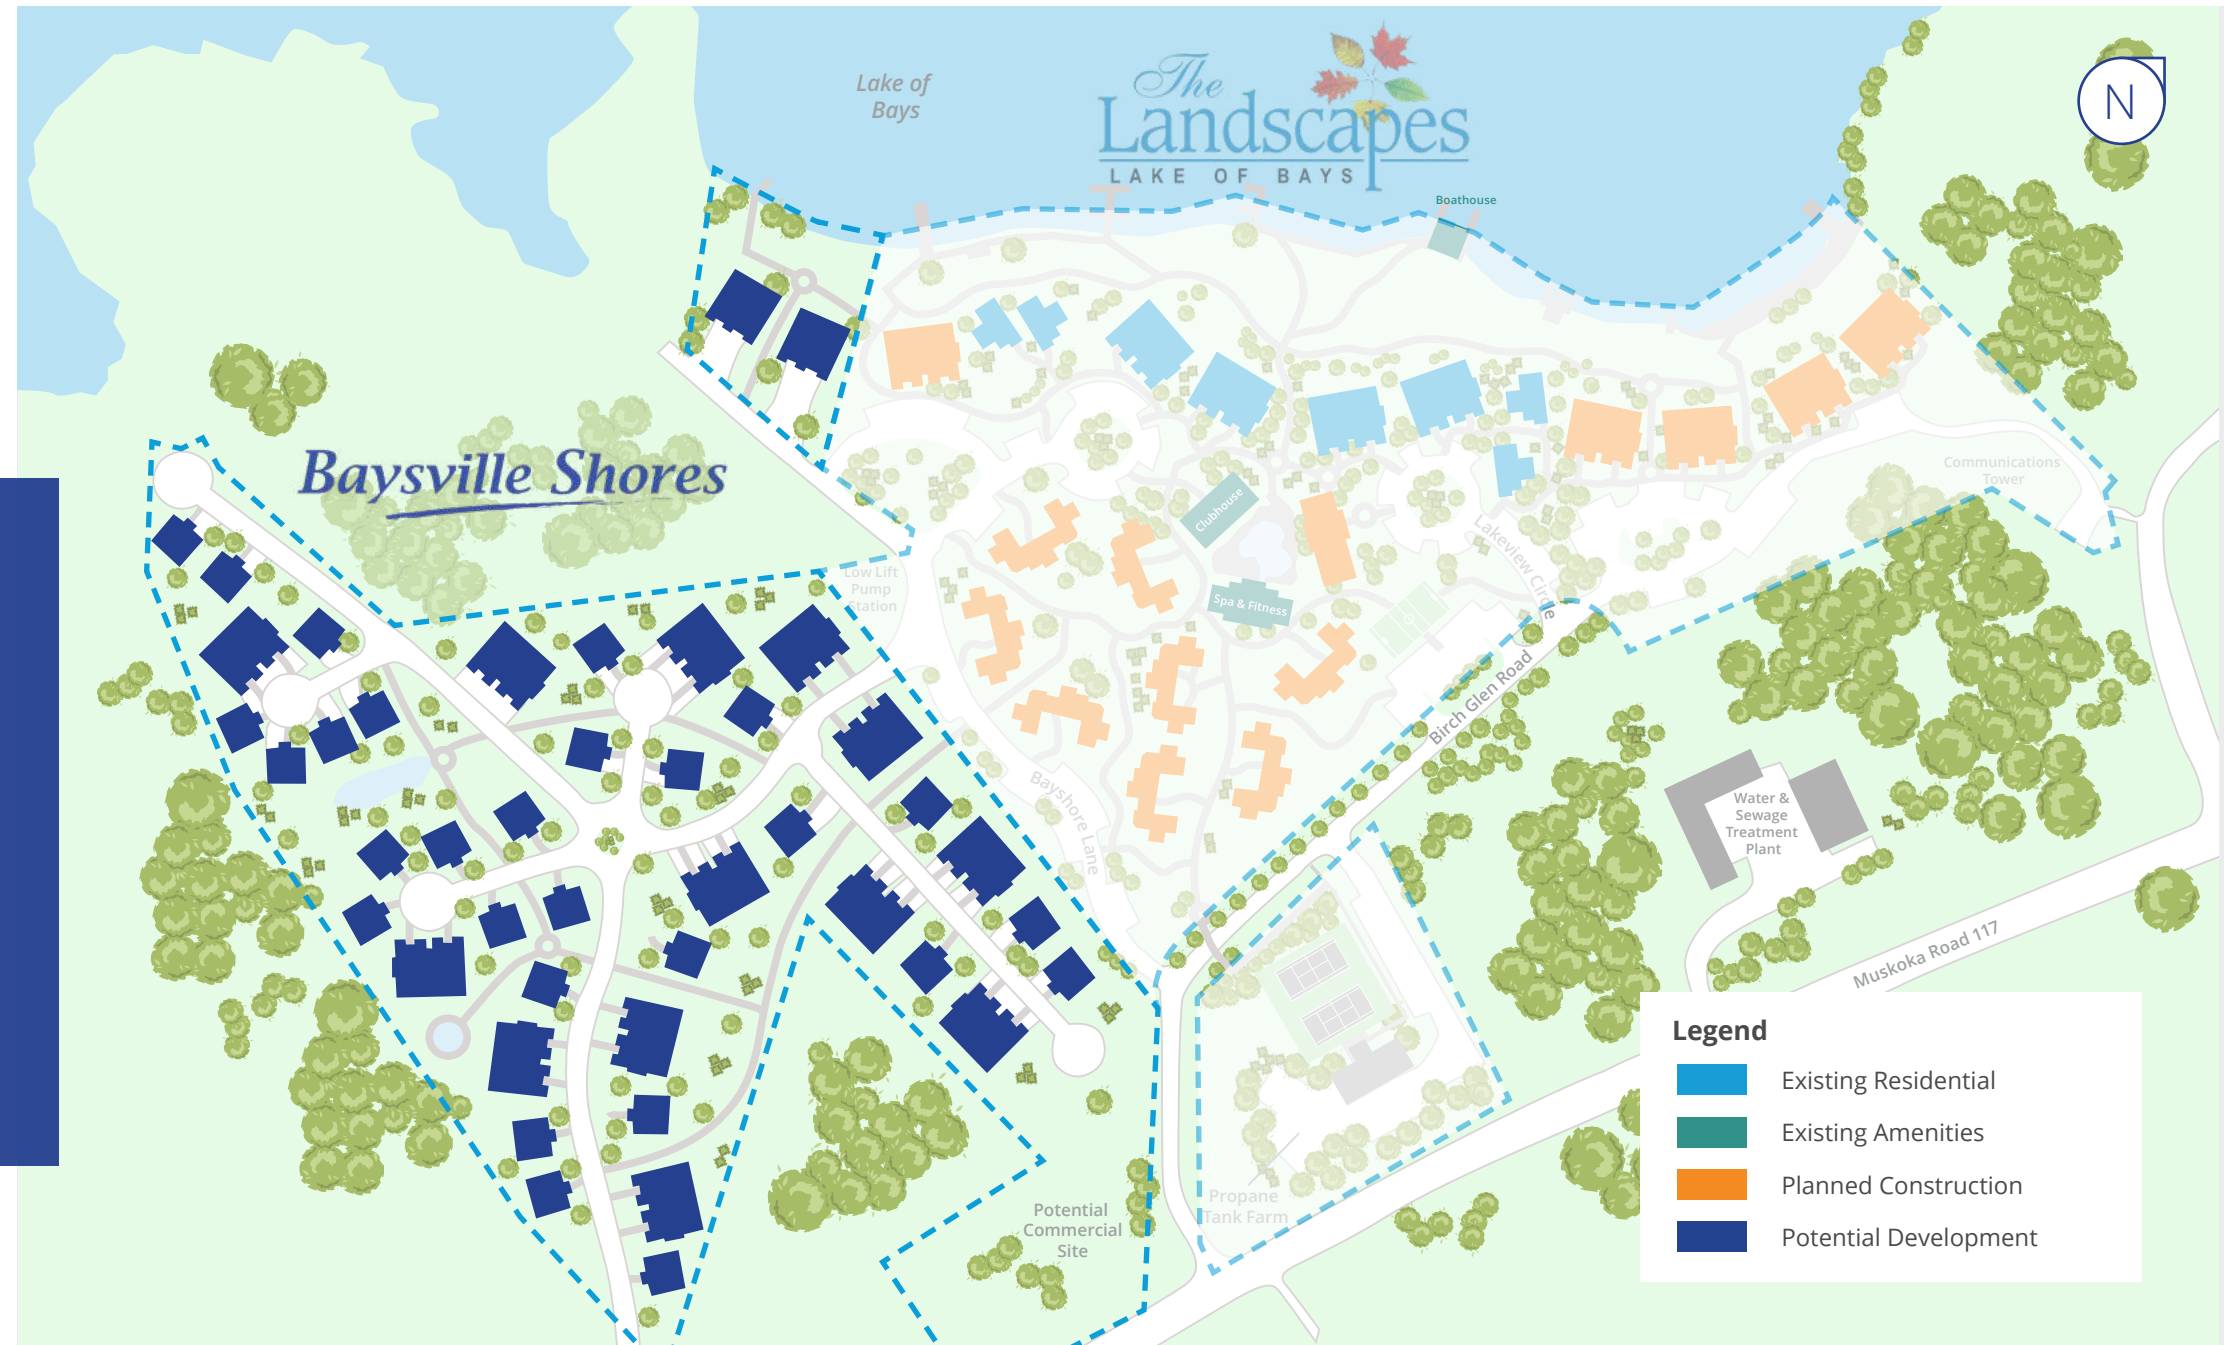 Lake of
Bays
The
Landscapes
LAKE OF BAYS
N
Boathouse
Baysville Shores
Communications
Tower
Clubhouse
Lakeview Circle
Low Lift
Pump
Station
Spa & Fitness
Birch Glen Road
Bayshore Lane
Water &
Sewage
Treatment
Plant
Muskoka Road 117
Propane
Tank Farm
Potential
Commercial
Site
Legend
Existing Residential
Existing Amenities
Planned Construction
Potential Development